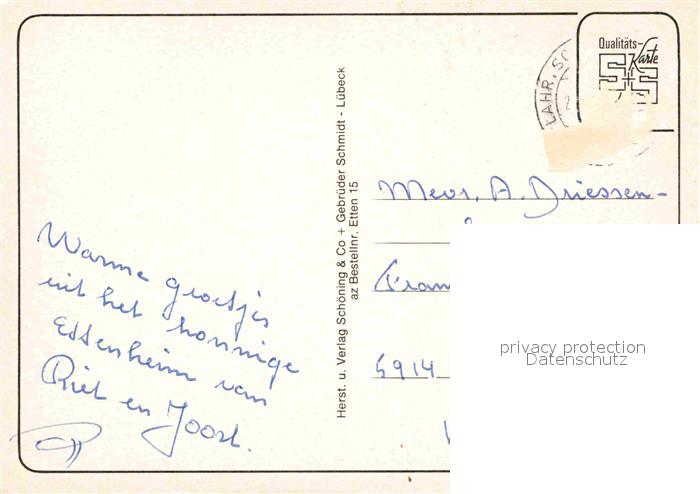 Qualitäts-
Karte
S+S
LAHR, SC
Herst. u. Verlag Schöning & Co + Gebrüder Schmidt - Lübeck
az Bestellnr. Etten 15
Mevr. A. Driessen-
Kran
5914
privacy protection
Datenschutz
Warme groetjes
uit het zonnige
Ettenheim van
Riet en Joost.